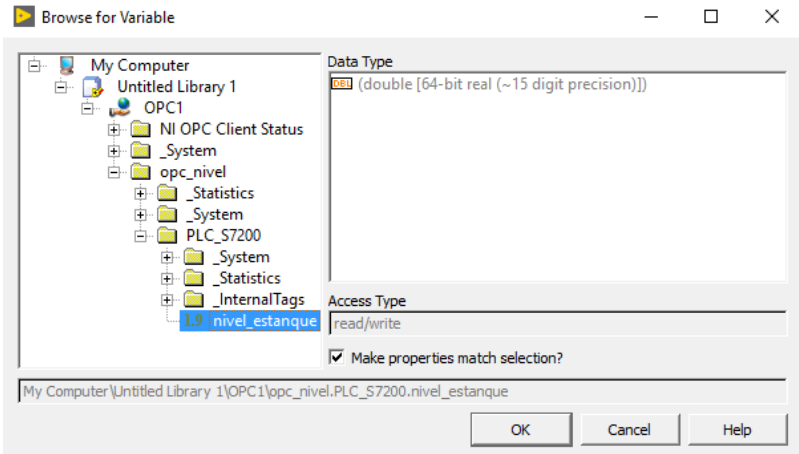 Browse for Variable
My Computer
Untitled Library 1
OPC1
NI OPC Client Status
_System
opc_nivel
_Statistics
_System
PLC_S7200
_System
_Statistics
_InternalTags
1.9 nivel_estanque
Data Type
DBL (double [64-bit real (~15 digit precision)])
Access Type
read/write
Make properties match selection?
My Computer\Untitled Library 1\OPC1\opc_nivel.PLC_S7200.nivel_estanque
OK Cancel Help